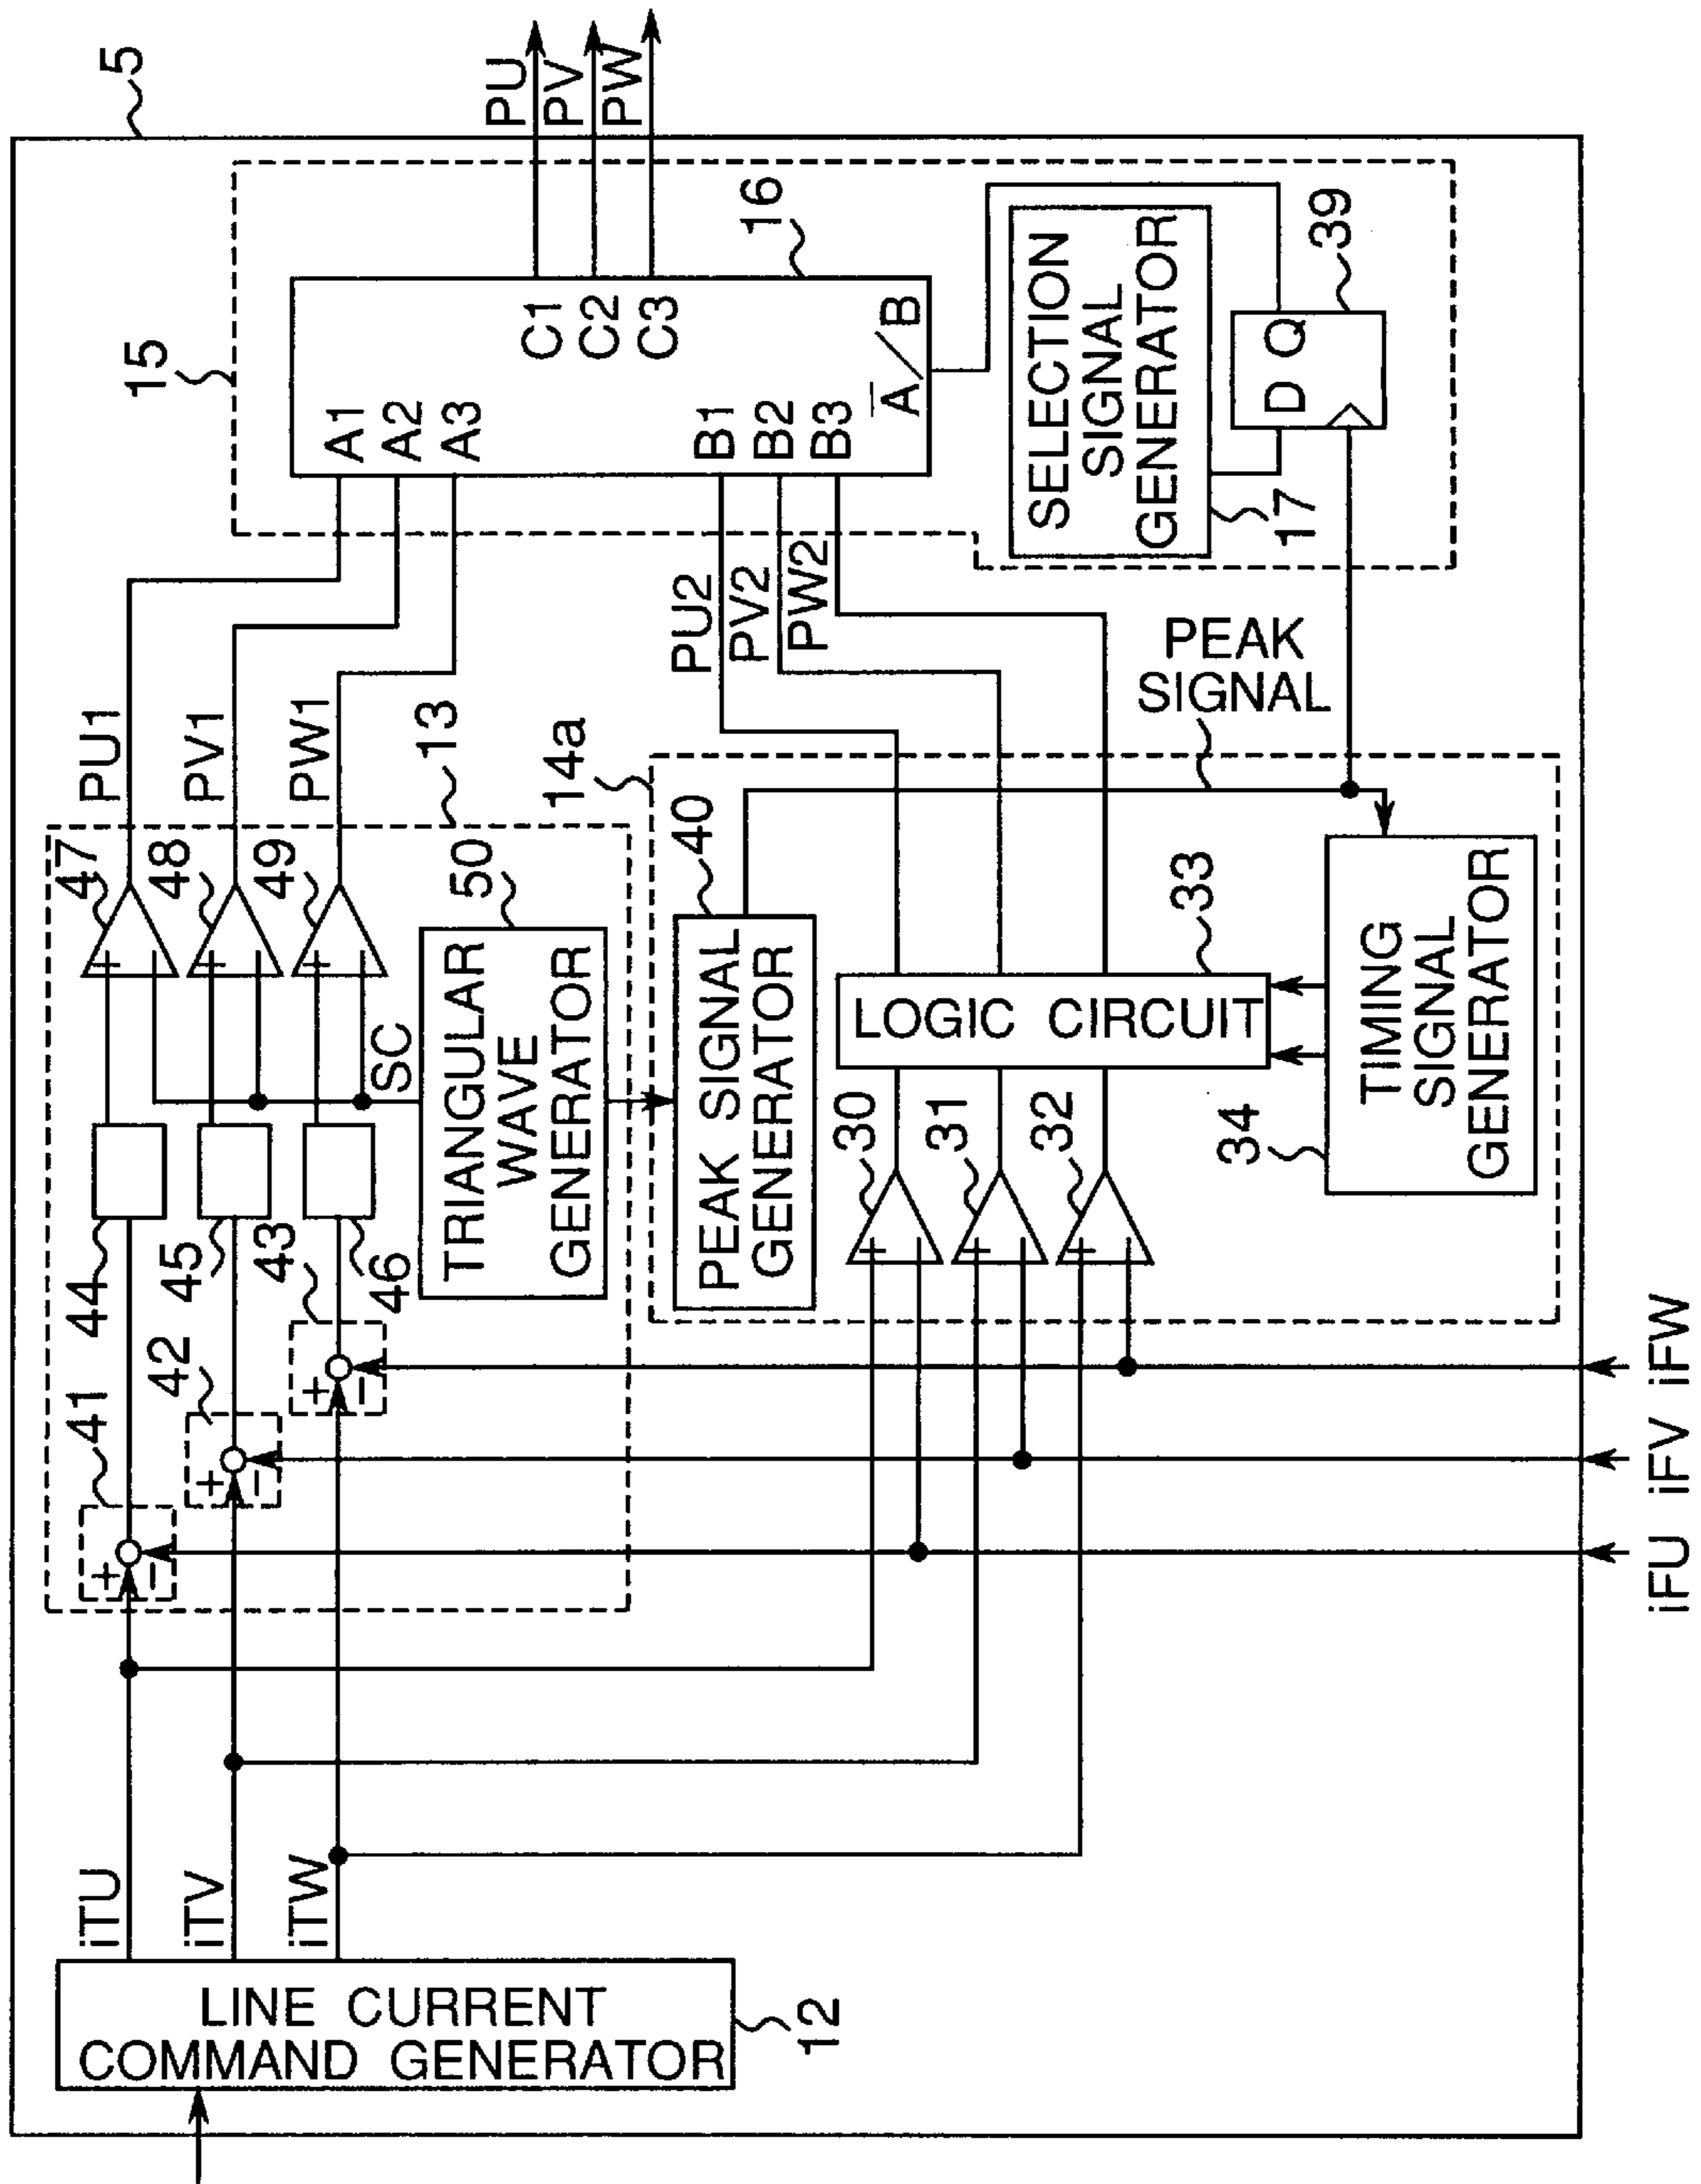 5
15
PU
PV
PW
16
A1
A2
A3
C1
C2
C3
B1
B2
B3
A/B
SELECTION
SIGNAL
GENERATOR
17
D Q
39
PU1
PV1
PW1
13
47
48
49
50
SC
TRIANGULAR
WAVE
GENERATOR
44
45
46
41
42
43
+
−
+
−
+
−
14a
40
PEAK SIGNAL
GENERATOR
PU2
PV2
PW2
PEAK
SIGNAL
33
LOGIC CIRCUIT
30
31
32
34
TIMING
SIGNAL
GENERATOR
iTU
iTV
iTW
LINE CURRENT
COMMAND GENERATOR
12
iFU iFV iFW